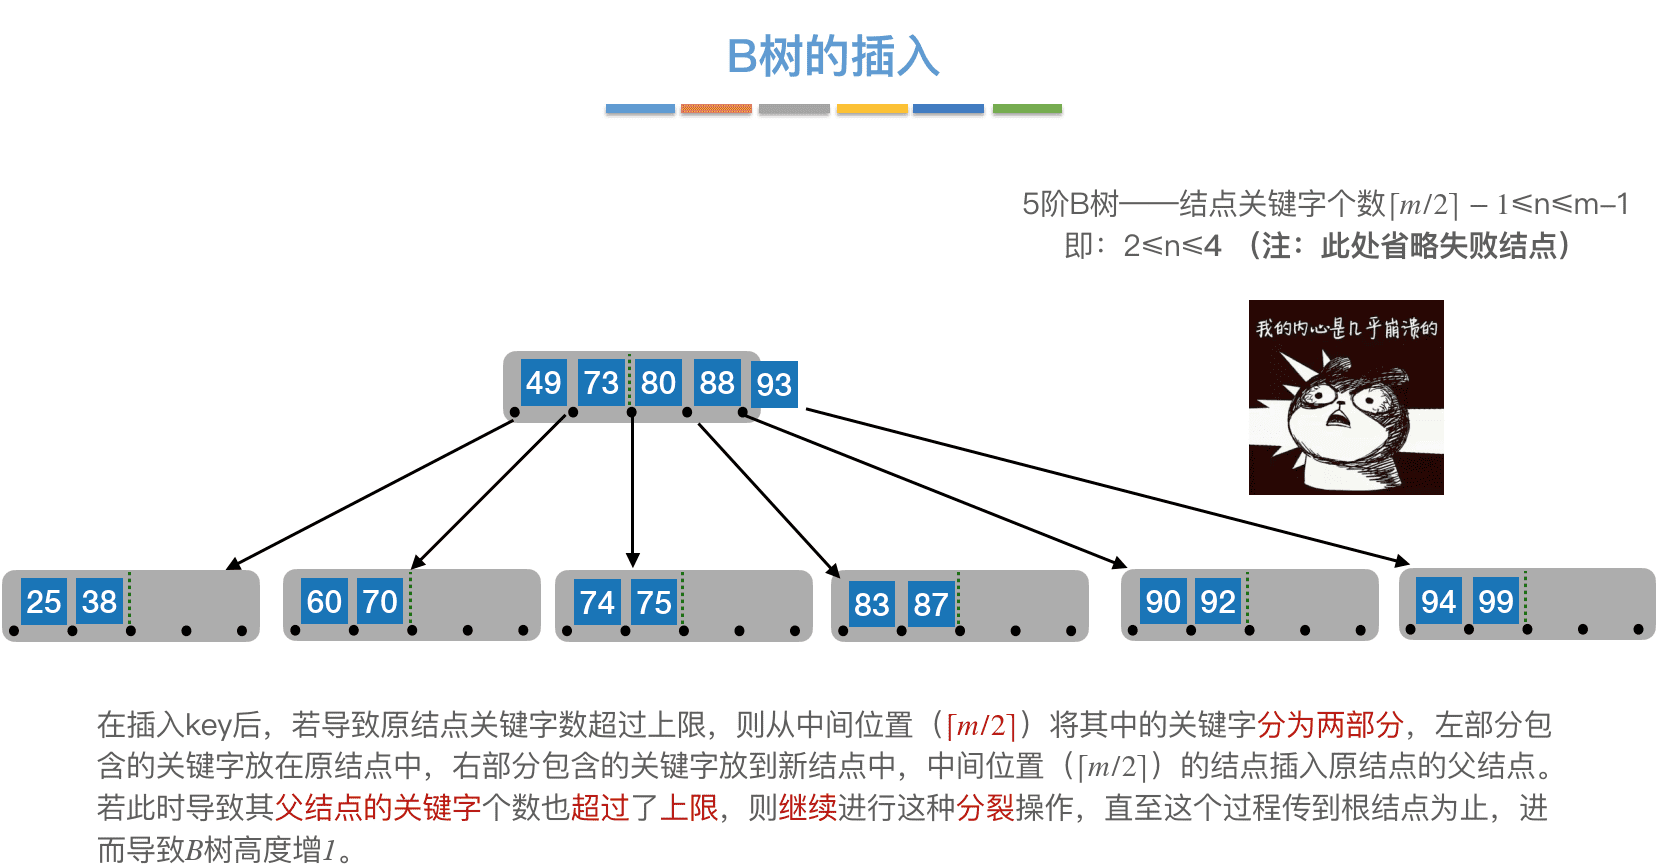 B树的插入
5阶B树——结点关键字个数⌈m/2⌉ − 1≤n≤m-1
即：2≤n≤4 （注：此处省略失败结点）
我的内心是几乎崩溃的
49 73 80 88 93
25 38 60 70 74 75 83 87 90 92 94 99
在插入key后，若导致原结点关键字数超过上限，则从中间位置（⌈m/2⌉）将其中的关键字分为两部分，左部分包
含的关键字放在原结点中，右部分包含的关键字放到新结点中，中间位置（⌈m/2⌉）的结点插入原结点的父结点。
若此时导致其父结点的关键字个数也超过了上限，则继续进行这种分裂操作，直至这个过程传到根结点为止，进
而导致B树高度增1。